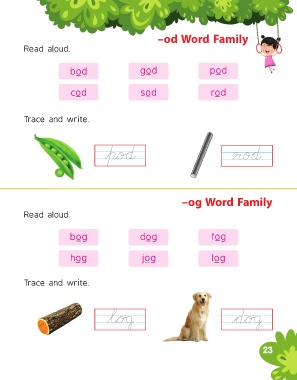 –od Word Family
Read aloud.
bod god pod
cod sod rod
Trace and write.
pod rod
–og Word Family
Read aloud.
bog dog fog
hog jog log
Trace and write.
log dog
23